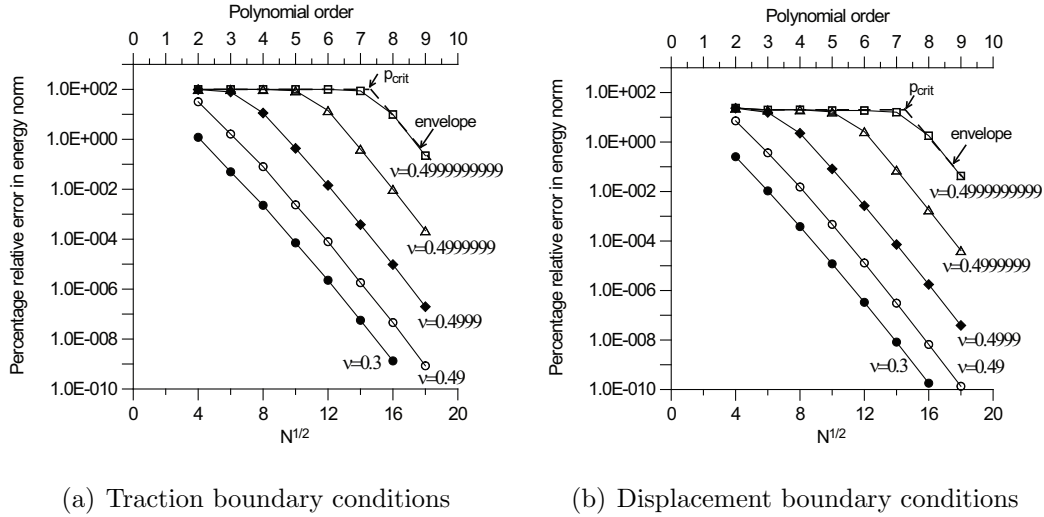 Polynomial order
0 1 2 3 4 5 6 7 8 9 10
Percentage relative error in energy norm
1.0E+002
1.0E+000
1.0E-002
1.0E-004
1.0E-006
1.0E-008
1.0E-010
pcrit
envelope
ν=0.4999999999
ν=0.4999999
ν=0.4999
ν=0.3
ν=0.49
0 4 8 12 16 20
N1/2
(a) Traction boundary conditions
Polynomial order
0 1 2 3 4 5 6 7 8 9 10
Percentage relative error in energy norm
1.0E+002
1.0E+000
1.0E-002
1.0E-004
1.0E-006
1.0E-008
1.0E-010
pcrit
envelope
ν=0.4999999999
ν=0.4999999
ν=0.4999
ν=0.3
ν=0.49
0 4 8 12 16 20
N1/2
(b) Displacement boundary conditions